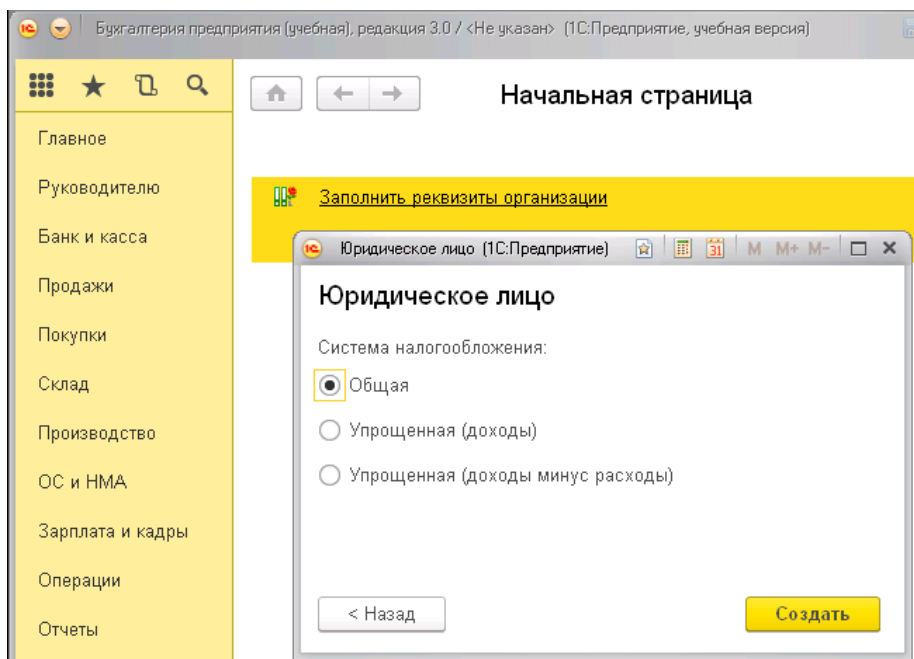 Бухгалтерия предприятия (учебная), редакция 3.0 / <Не указан> (1С:Предприятие, учебная версия)
Начальная страница
Главное
Руководителю
Банк и касса
Продажи
Покупки
Склад
Производство
ОС и НМА
Зарплата и кадры
Операции
Отчеты
Заполнить реквизиты организации
Юридическое лицо (1С:Предприятие)
31
M M+ M-
Юридическое лицо
Система налогообложения:
Общая
Упрощенная (доходы)
Упрощенная (доходы минус расходы)
< Назад
Создать